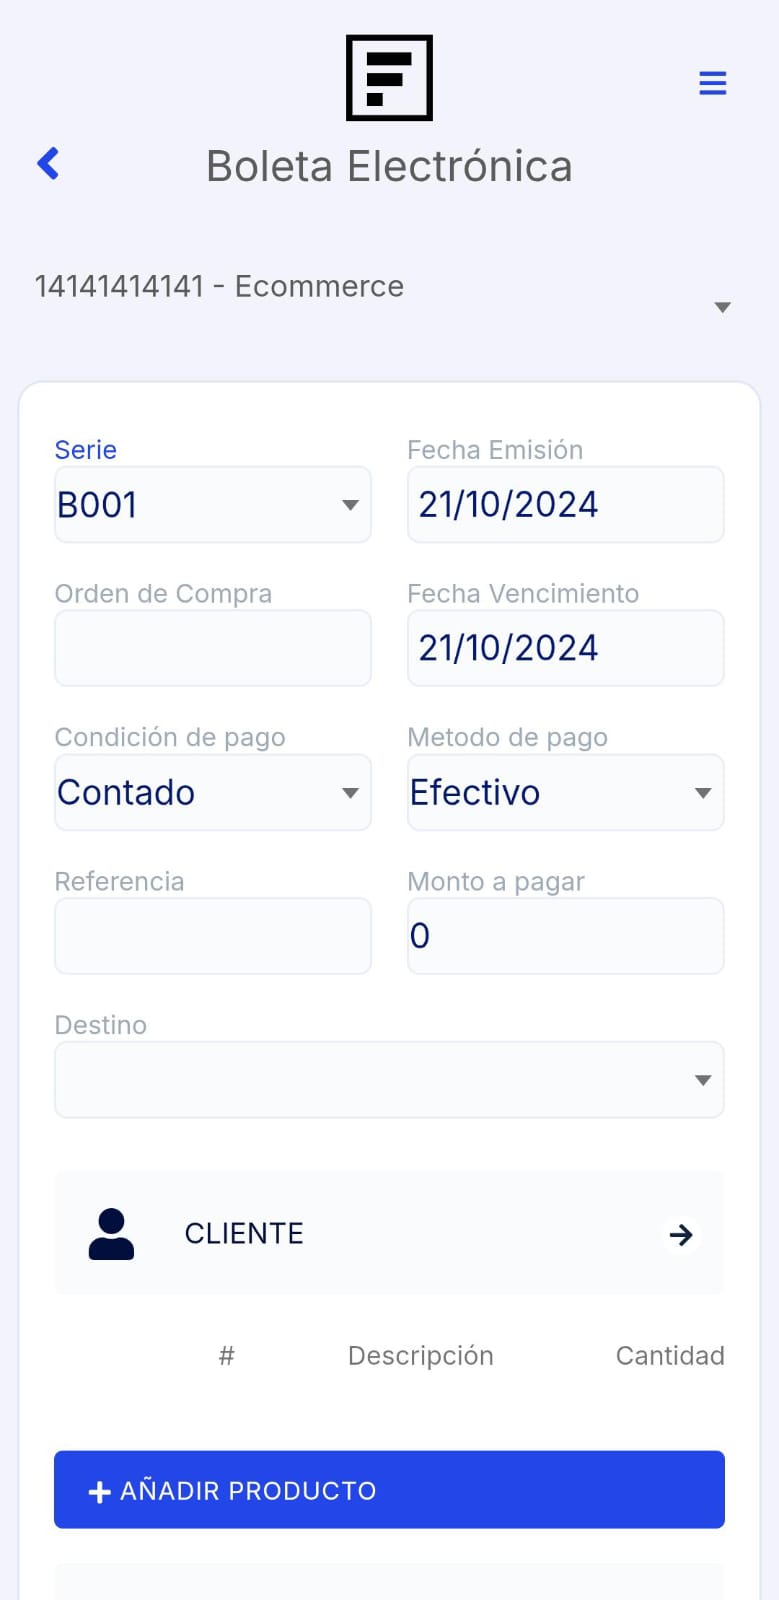 Boleta Electrónica
14141414141 - Ecommerce
Serie
Fecha Emisión
B001
21/10/2024
Orden de Compra
Fecha Vencimiento
21/10/2024
Condición de pago
Metodo de pago
Contado
Efectivo
Referencia
Monto a pagar
0
Destino
CLIENTE
# Descripción Cantidad
+ AÑADIR PRODUCTO